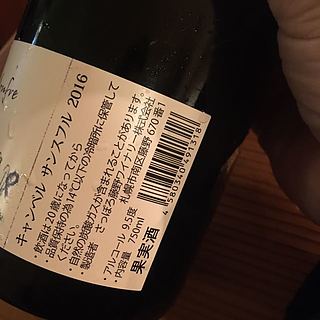 キャンベル サンスフル 2016
・飲酒は20歳になってから
・品質保持の為14℃以下の冷暗所に保管して
ください。
・自然の炭酸ガスが含まれることがあります。
・製造者 さっぽろ藤野ワイナリー株式会社
札幌市南区藤野 670番1
・アルコール 9.5度
・内容量 750ml
果実酒
4580340491318